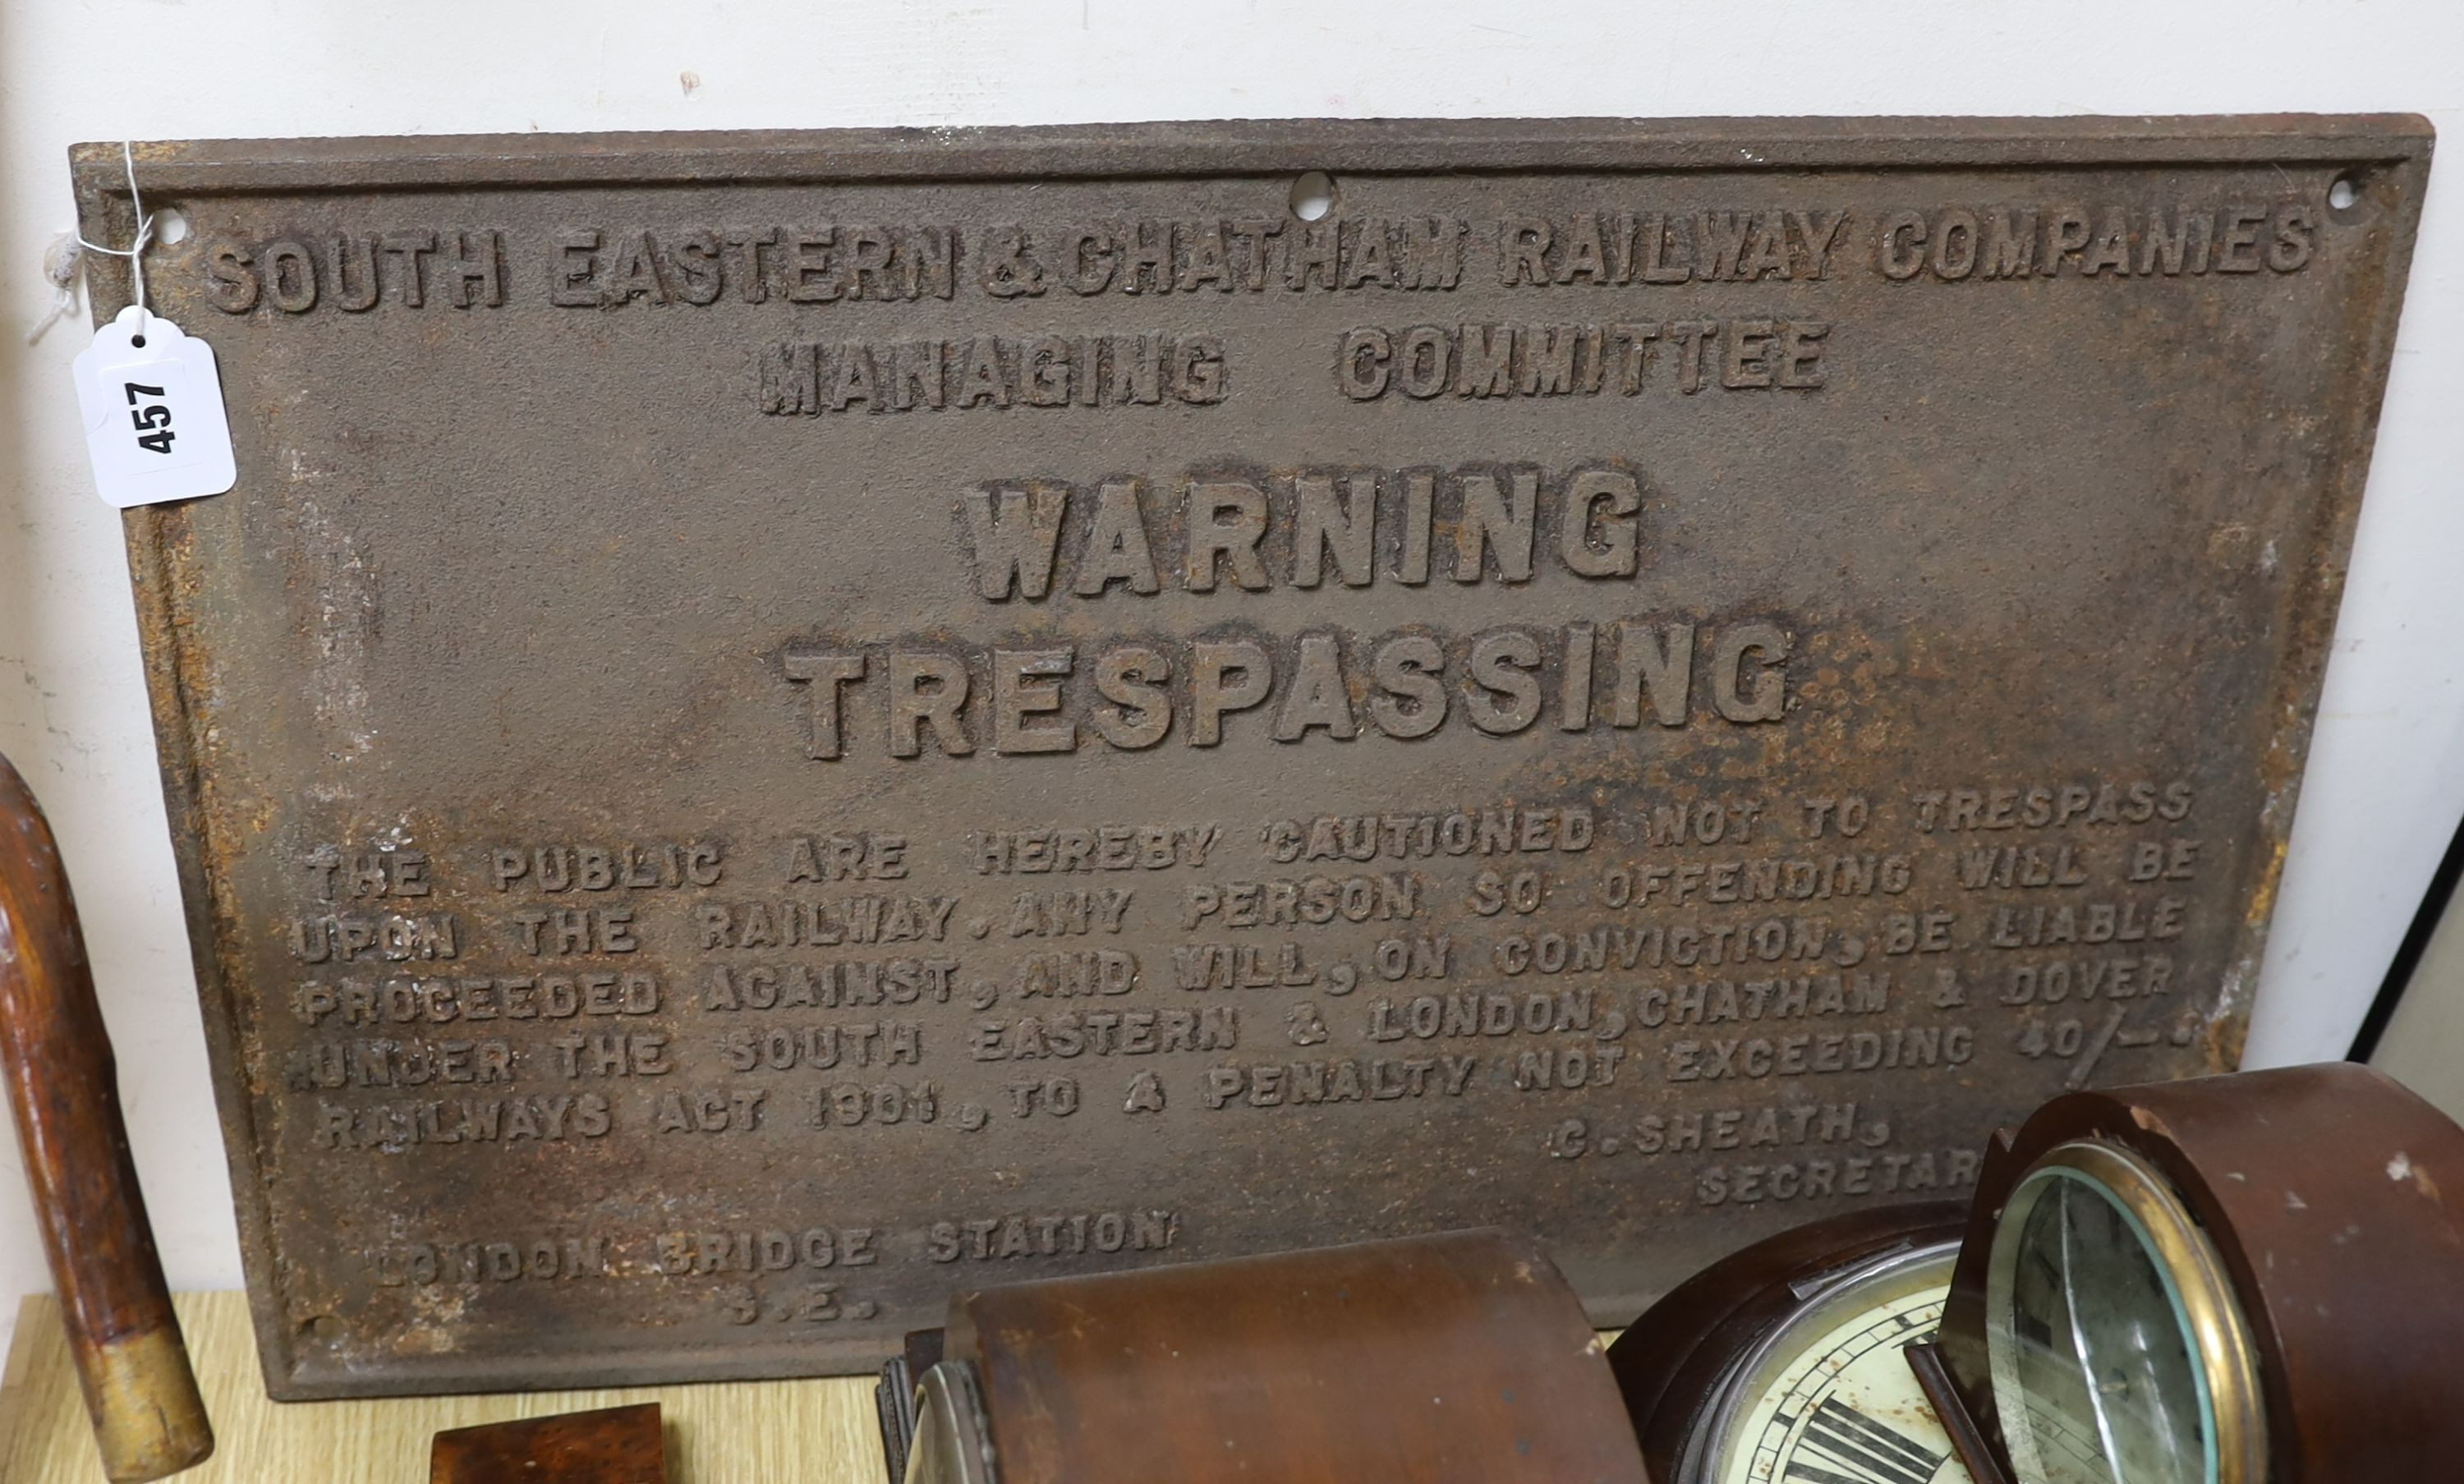 SOUTH EASTERN & CHATHAM RAILWAY COMPANIES
MANAGING COMMITTEE
WARNING
TRESPASSING
THE PUBLIC ARE HEREBY CAUTIONED NOT TO TRESPASS
UPON THE RAILWAY. ANY PERSON SO OFFENDING WILL BE
PROCEEDED AGAINST, AND WILL, ON CONVICTION, BE LIABLE
UNDER THE SOUTH EASTERN & LONDON, CHATHAM & DOVER
RAILWAYS ACT 1901, TO A PENALTY NOT EXCEEDING 40/-.
C. SHEATH,
SECRETAR
LONDON BRIDGE STATION
S.E.
457